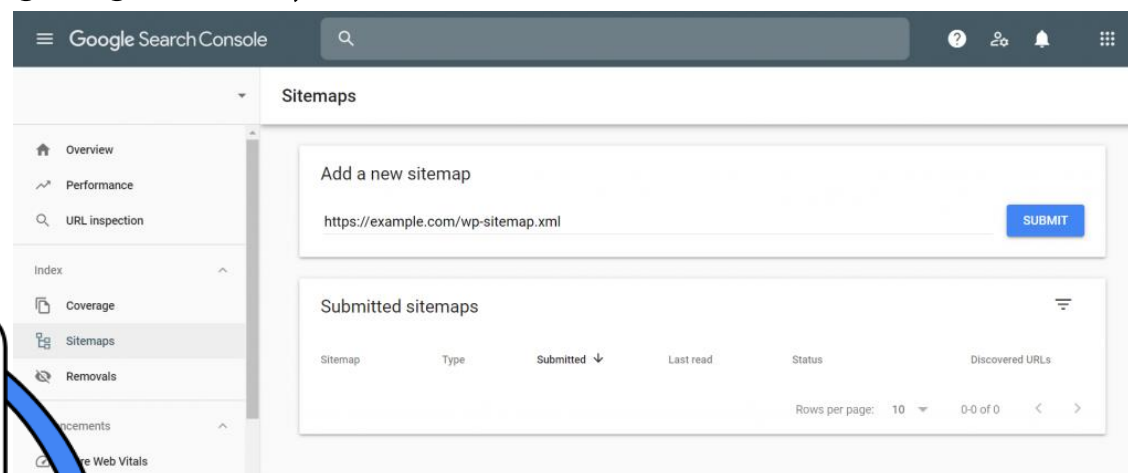 Google Search Console
Sitemaps
Overview
Performance
URL inspection
Index
Coverage
Sitemaps
Removals
Web Vitals
Add a new sitemap
https://example.com/wp-sitemap.xml
SUBMIT
Submitted sitemaps
Sitemap Type Submitted Last read Status Discovered URLs
Rows per page: 10 0-0 of 0